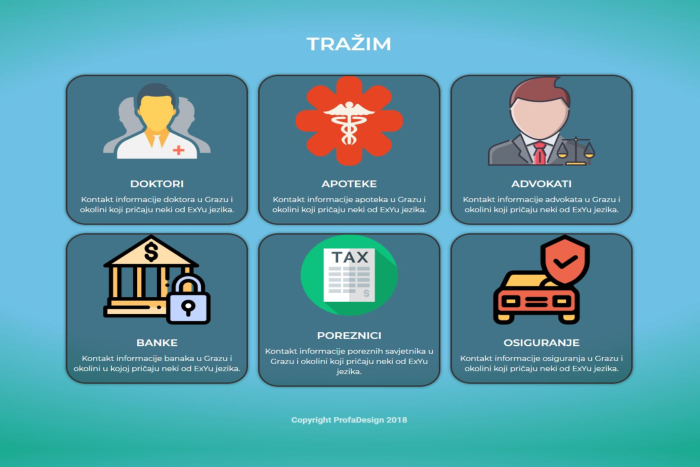 TRAŽIM
DOKTORI
Kontakt informacije doktora u Grazu i
okolini koji pričaju neki od ExYu jezika.
APOTEKE
Kontakt informacije apoteka u Grazu i
okolini koji pričaju neki od ExYu jezika.
ADVOKATI
Kontakt informacije advokata u Grazu i
okolini koji pričaju neki od ExYu jezika.
$
BANKE
Kontakt informacije banaka u Grazu i
okolini u kojoj pričaju neki od ExYu jezika.
TAX
$
POREZNICI
Kontakt informacije poreznih savjetnika u
Grazu i okolini koji pričaju neki od ExYu
jezika.
OSIGURANJE
Kontakt informacije osiguranja u Grazu i
okolini koji pričaju neki od ExYu jezika.
Copyright ProfaDesign 2018